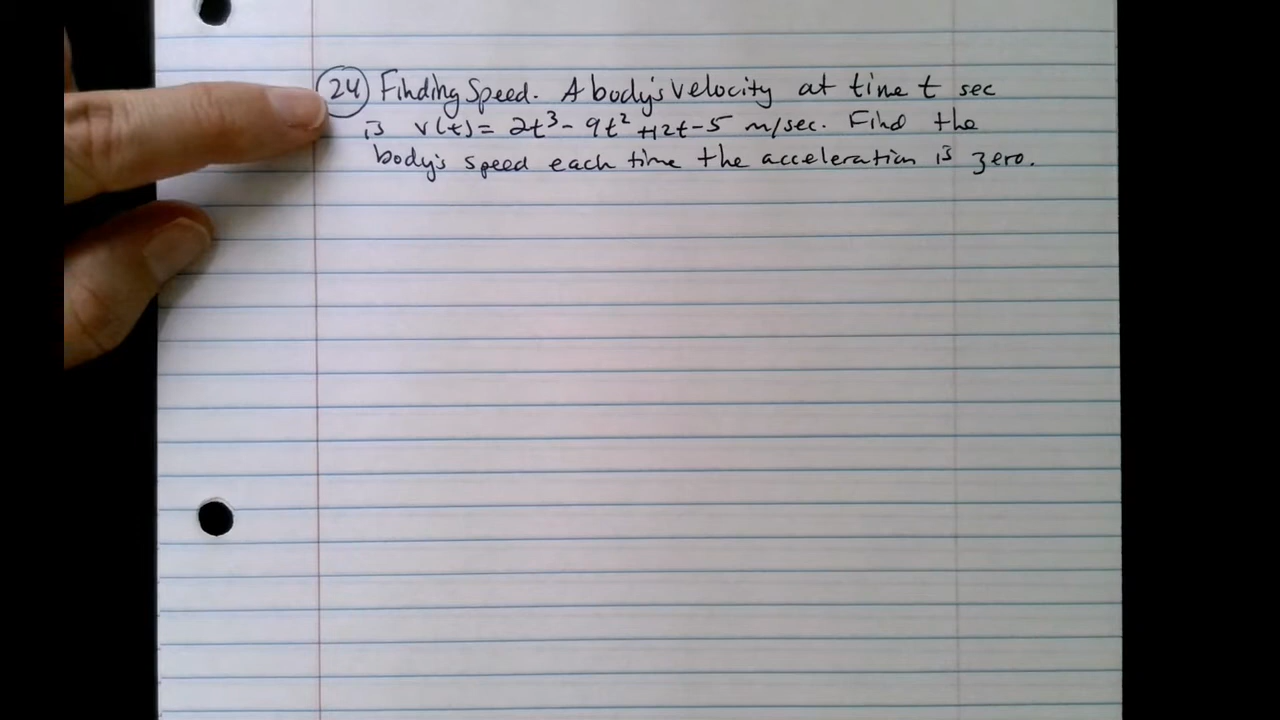 24 Finding Speed. A body's velocity at time t sec
is v(t) = 2t³ - 9t² + 12t - 5 m/sec. Find the
body's speed each time the acceleration is zero.